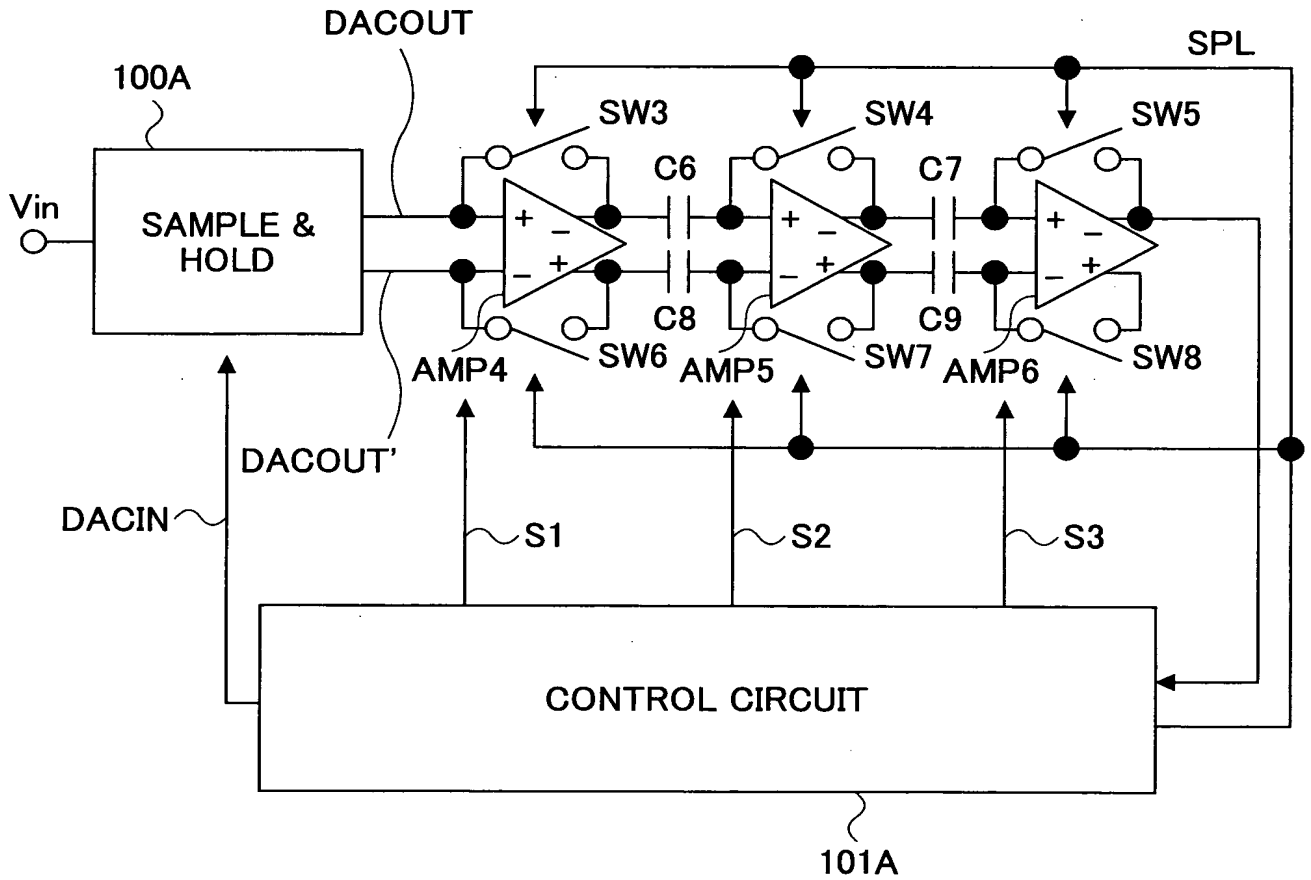 DACOUT
SPL
100A
SW3
SW4
SW5
C6
C7
Vin
SAMPLE &
HOLD
+
−
+
−
+
−
−
+
−
+
−
+
C8
C9
AMP4
SW6
AMP5
SW7
AMP6
SW8
DACOUT'
DACIN
S1
S2
S3
CONTROL CIRCUIT
101A